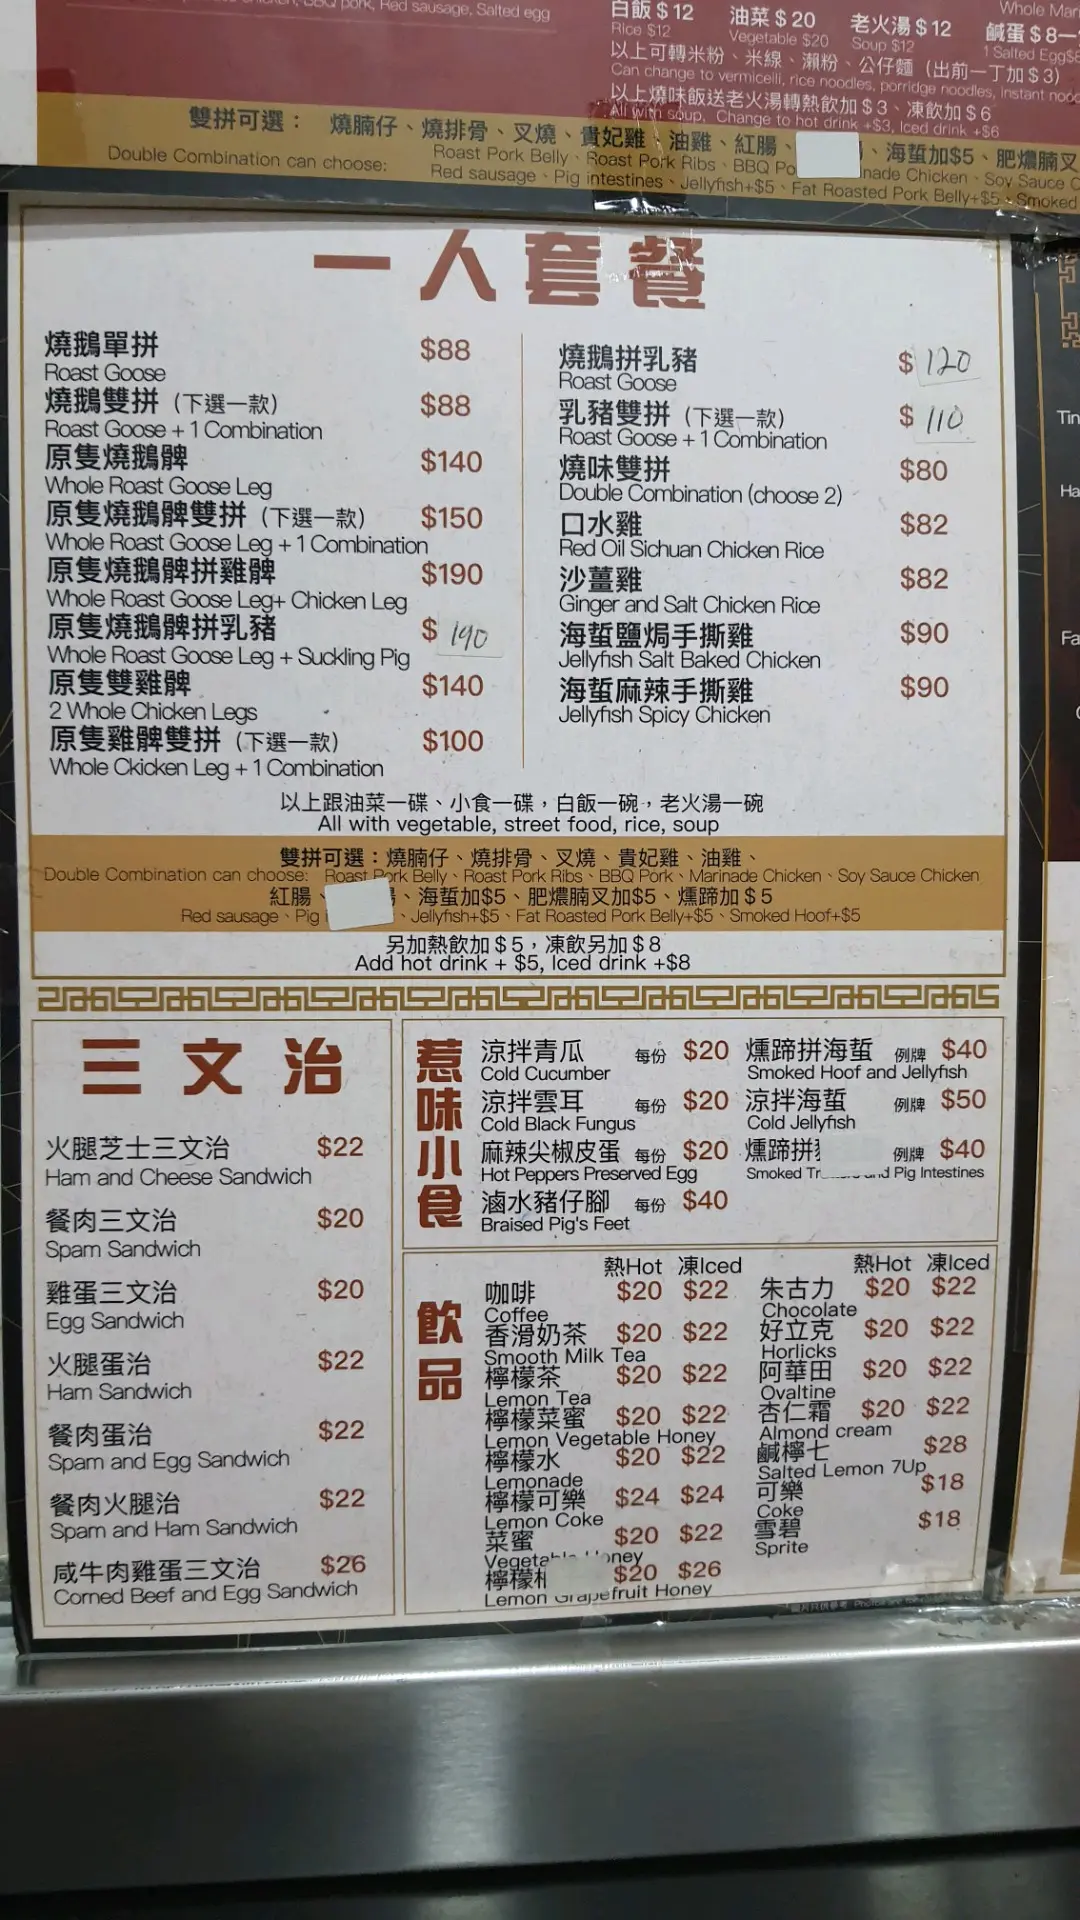 BBQ pork, Red sausage, Salted egg
白飯$12 油菜$20 老火湯$12 鹹蛋$8
Rice $12 Vegetable $20 Soup $12 1 Salted Egg
以上可轉米粉、米線、瀨粉、公仔麵（出前一丁加$3）
Can change to vermicelli, rice noodles, porridge noodles, instant
以上燒味飯送老火湯轉熱飲加$3、凍飲加$6
All with soup, Change to hot drink +$3, Iced drink +$6
雙拼可選： 燒腩仔、燒排骨、叉燒、貴妃雞、油雞、紅腸、 、海蜇加$5、肥燶腩叉
Double Combination can choose: Roast Pork Belly、Roast Pork Ribs、BBQ Po nade Chicken、Soy Sauce
Red sausage、Pig intestines、Jellyfish+$5、Fat Roasted Pork Belly+$5、Smoked
一人套餐
燒鵝單拼 $88
Roast Goose
燒鵝雙拼（下選一款） $88
Roast Goose + 1 Combination
原隻燒鵝髀 $140
Whole Roast Goose Leg
原隻燒鵝髀雙拼（下選一款） $150
Whole Roast Goose Leg + 1 Combination
原隻燒鵝髀拼雞髀 $190
Whole Roast Goose Leg+ Chicken Leg
原隻燒鵝髀拼乳豬 $ 190
Whole Roast Goose Leg + Suckling Pig
原隻雙雞髀 $140
2 Whole Chicken Legs
原隻雞髀雙拼（下選一款） $100
Whole Ckicken Leg + 1 Combination
燒鵝拼乳豬 $ 120
Roast Goose
乳豬雙拼（下選一款） $ 110
Roast Goose + 1 Combination
燒味雙拼 $80
Double Combination (choose 2)
口水雞 $82
Red Oil Sichuan Chicken Rice
沙薑雞 $82
Ginger and Salt Chicken Rice
海蜇鹽焗手撕雞 $90
Jellyfish Salt Baked Chicken
海蜇麻辣手撕雞 $90
Jellyfish Spicy Chicken
以上跟油菜一碟、小食一碟，白飯一碗，老火湯一碗
All with vegetable, street food, rice, soup
雙拼可選：燒腩仔、燒排骨、叉燒、貴妃雞、油雞、
Double Combination can choose: Roast Pork Belly、Roast Pork Ribs、BBQ Pork、Marinade Chicken、Soy Sauce Chicken
紅腸、 、海蜇加$5、肥燶腩叉加$5、燻蹄加$5
Red sausage、Pig 、Jellyfish+$5、Fat Roasted Pork Belly+$5、Smoked Hoof+$5
另加熱飲加$5，凍飲另加$8
Add hot drink + $5, Iced drink +$8
三文治
火腿芝士三文治 $22
Ham and Cheese Sandwich
餐肉三文治 $20
Spam Sandwich
雞蛋三文治 $20
Egg Sandwich
火腿蛋治 $22
Ham Sandwich
餐肉蛋治 $22
Spam and Egg Sandwich
餐肉火腿治 $22
Spam and Ham Sandwich
咸牛肉雞蛋三文治 $26
Corned Beef and Egg Sandwich
惹味小食
涼拌青瓜 每份 $20
Cold Cucumber
涼拌雲耳 每份 $20
Cold Black Fungus
麻辣尖椒皮蛋 每份 $20
Hot Peppers Preserved Egg
滷水豬仔腳 每份 $40
Braised Pig's Feet
燻蹄拼海蜇 例牌 $40
Smoked Hoof and Jellyfish
涼拌海蜇 例牌 $50
Cold Jellyfish
燻蹄拼 例牌 $40
Smoked and Pig Intestines
飲品
熱Hot 凍Iced
咖啡 $20 $22
Coffee
香滑奶茶 $20 $22
Smooth Milk Tea
檸檬茶 $20 $22
Lemon Tea
檸檬菜蜜 $20 $22
Lemon Vegetable Honey
檸檬水 $20 $22
Lemonade
檸檬可樂 $24 $24
Lemon Coke
菜蜜 $20 $22
Vegetable Honey
檸檬 $20 $26
Lemon Grapefruit Honey
熱Hot 凍Iced
朱古力 $20 $22
Chocolate
好立克 $20 $22
Horlicks
阿華田 $20 $22
Ovaltine
杏仁霜 $20 $22
Almond cream
鹹檸七 $28
Salted Lemon 7Up
可樂 $18
Coke
雪碧 $18
Sprite